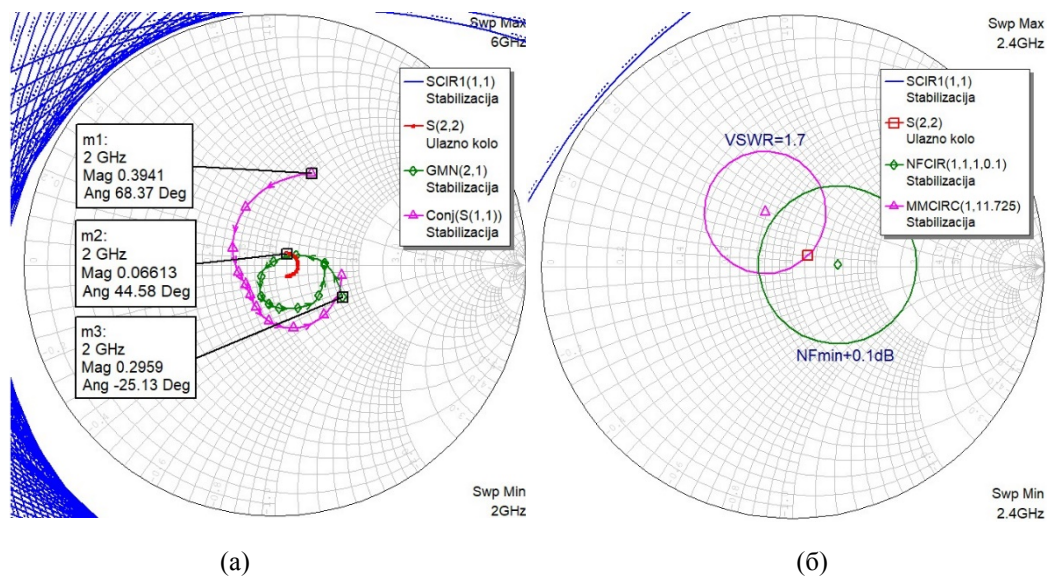 Swp Max
6GHz
SCIR1(1,1)
Stabilizacija
S(2,2)
Ulazno kolo
GMN(2,1)
Stabilizacija
Conj(S(1,1))
Stabilizacija
m1:
2 GHz
Mag 0.3941
Ang 68.37 Deg
m2:
2 GHz
Mag 0.06613
Ang 44.58 Deg
m3:
2 GHz
Mag 0.2959
Ang -25.13 Deg
Swp Min
2GHz
Swp Max
2.4GHz
SCIR1(1,1)
Stabilizacija
S(2,2)
Ulazno kolo
NFCIR(1,1,1,0.1)
Stabilizacija
MMCIRC(1,11.725)
Stabilizacija
VSWR=1.7
NFmin+0.1dB
Swp Min
2.4GHz
(а)
(б)